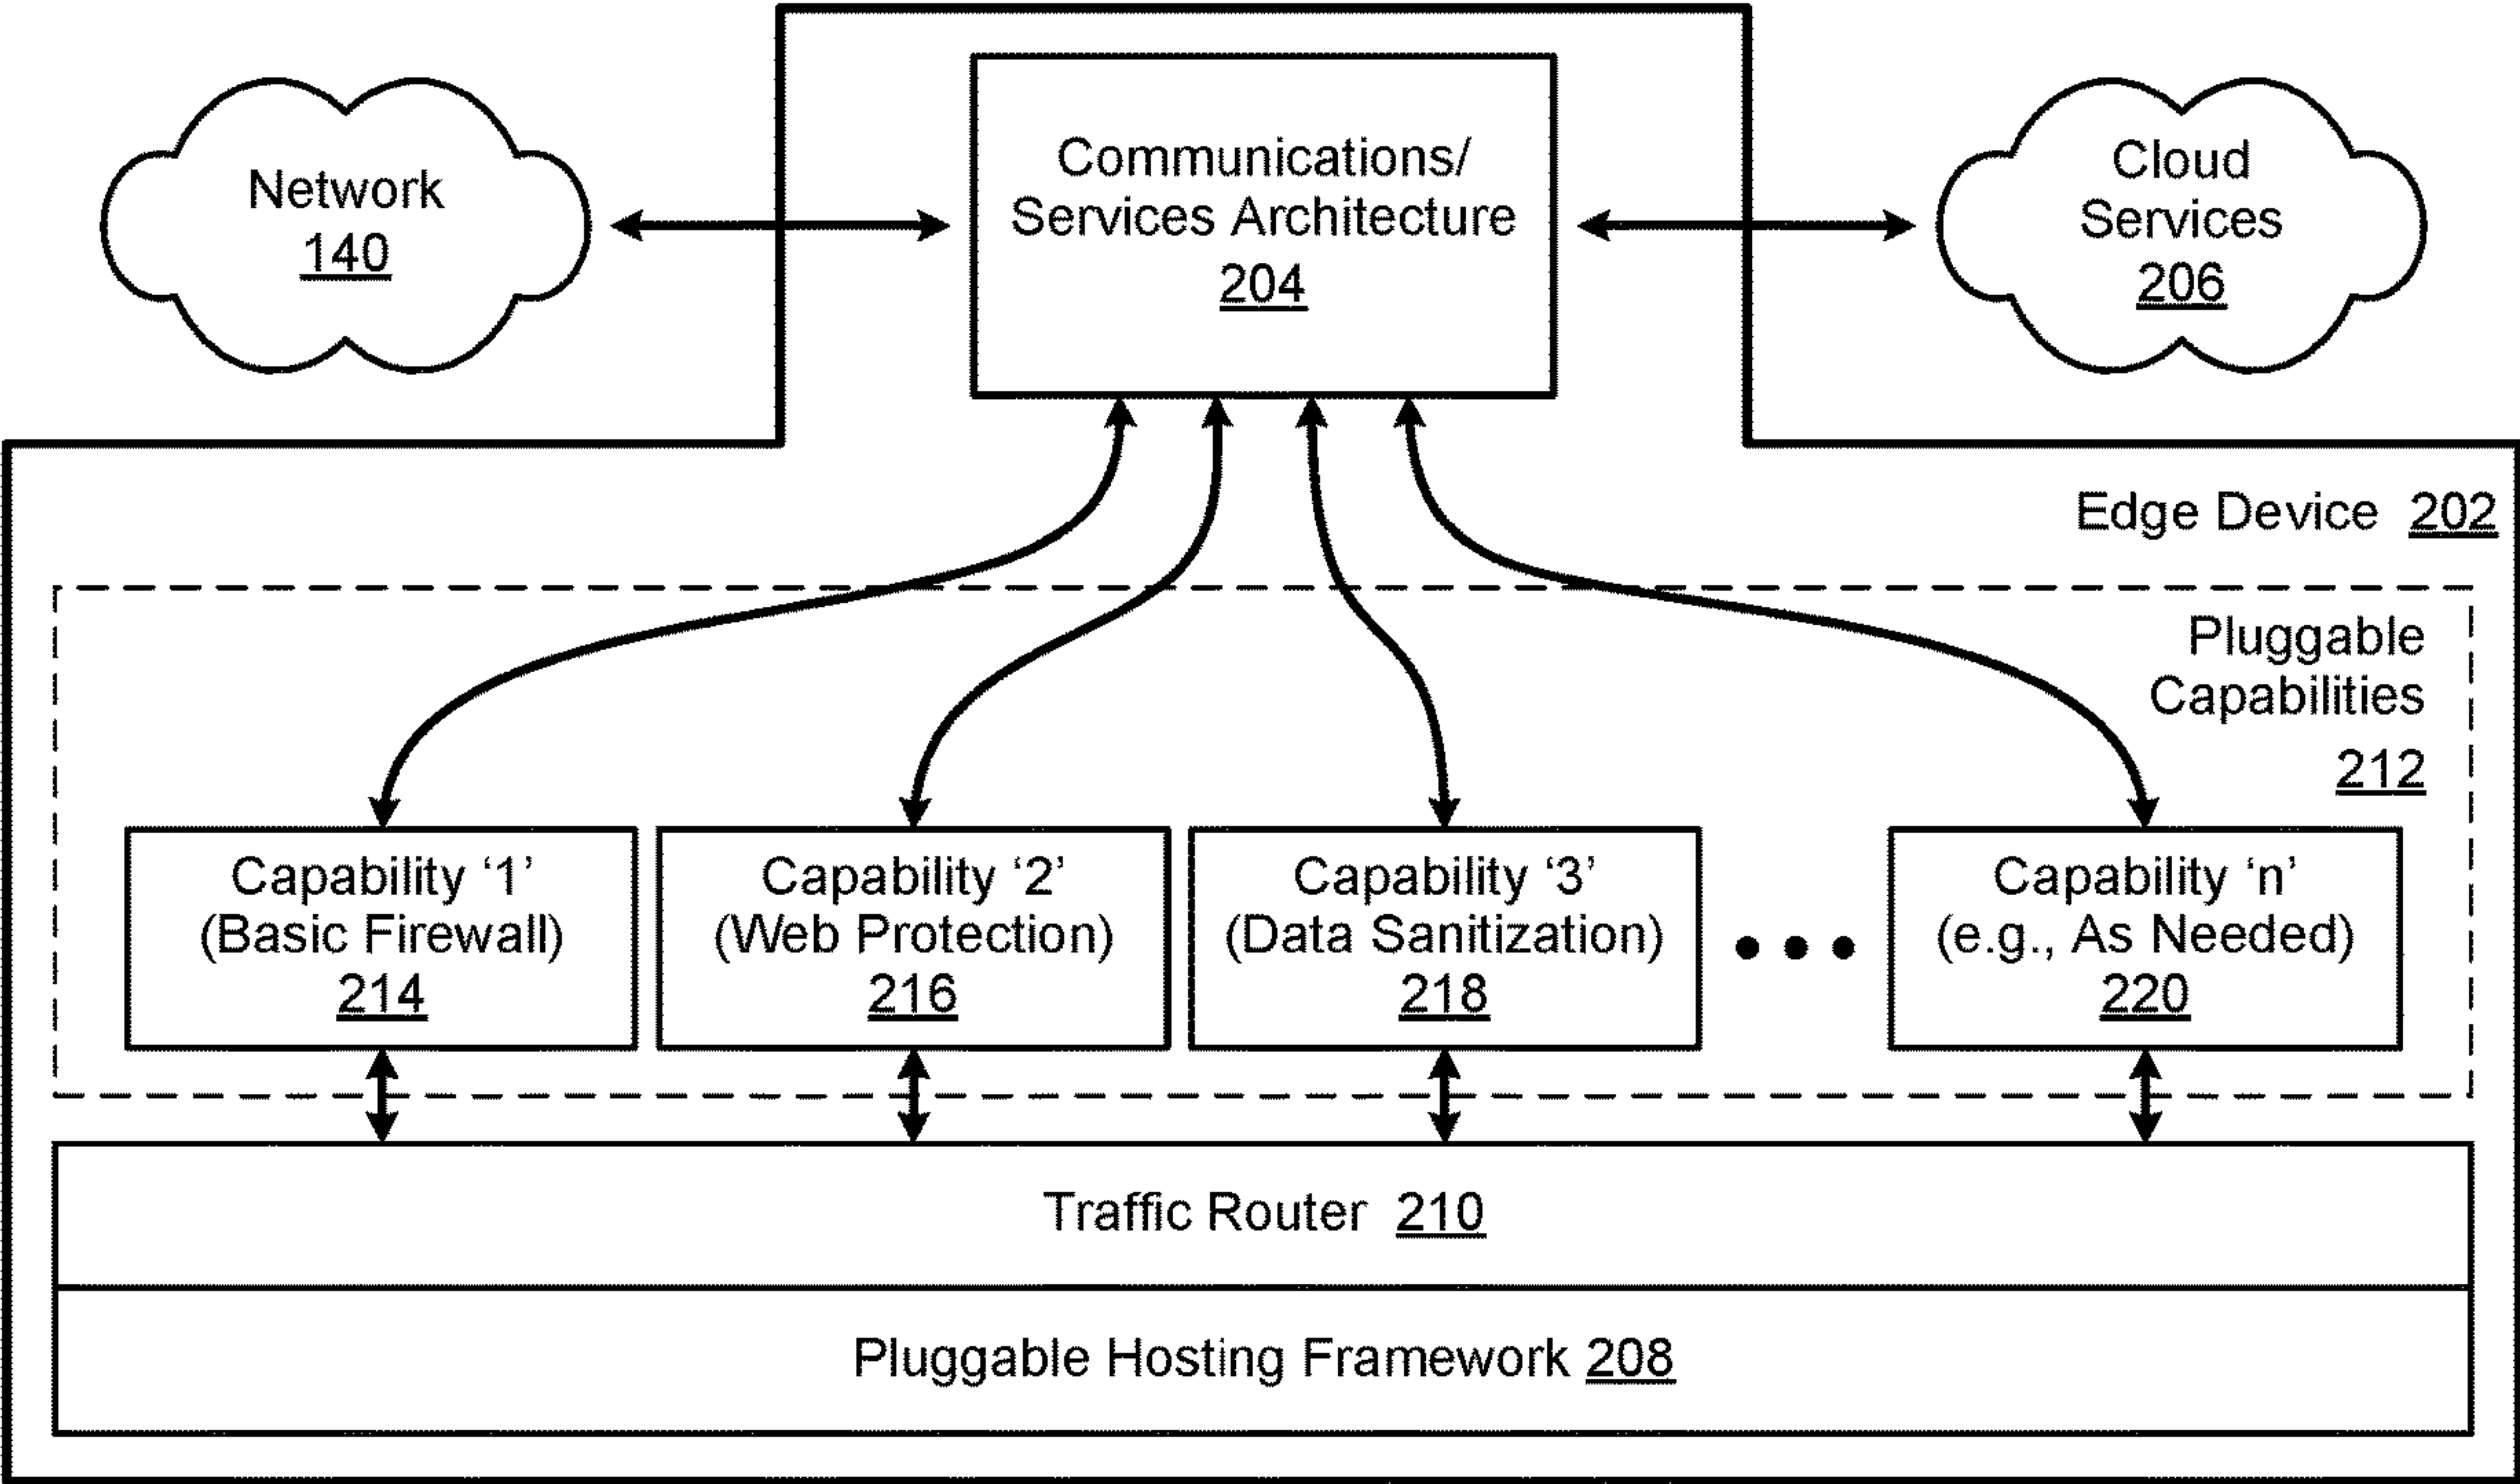 Network
140
Communications/
Services Architecture
204
Cloud
Services
206
Edge Device 202
Pluggable
Capabilities
212
Capability ‘1’
(Basic Firewall)
214
Capability ‘2’
(Web Protection)
216
Capability ‘3’
(Data Sanitization)
218
Capability ‘n’
(e.g., As Needed)
220
Traffic Router 210
Pluggable Hosting Framework 208